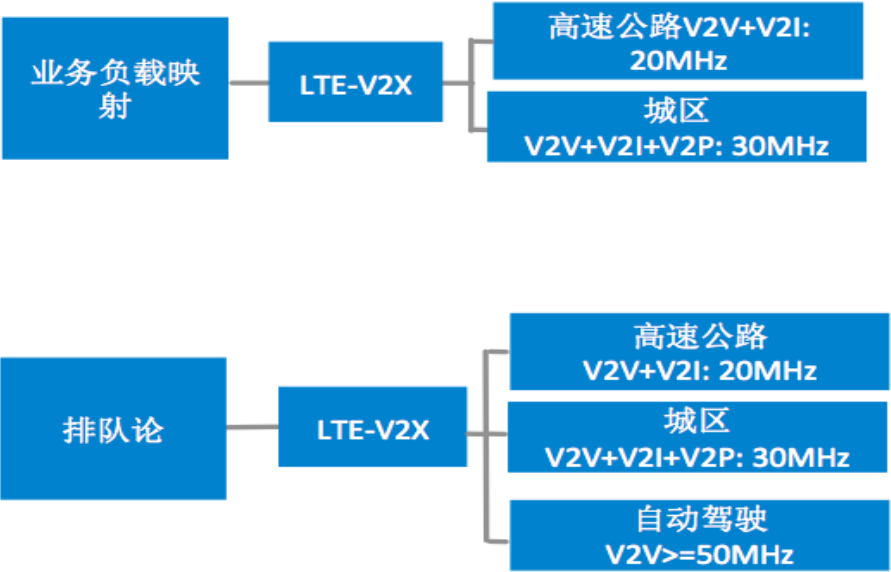 业务负载映
射
LTE-V2X
高速公路V2V+V2I:
20MHz
城区
V2V+V2I+V2P: 30MHz
排队论
LTE-V2X
高速公路
V2V+V2I: 20MHz
城区
V2V+V2I+V2P: 30MHz
自动驾驶
V2V>=50MHz